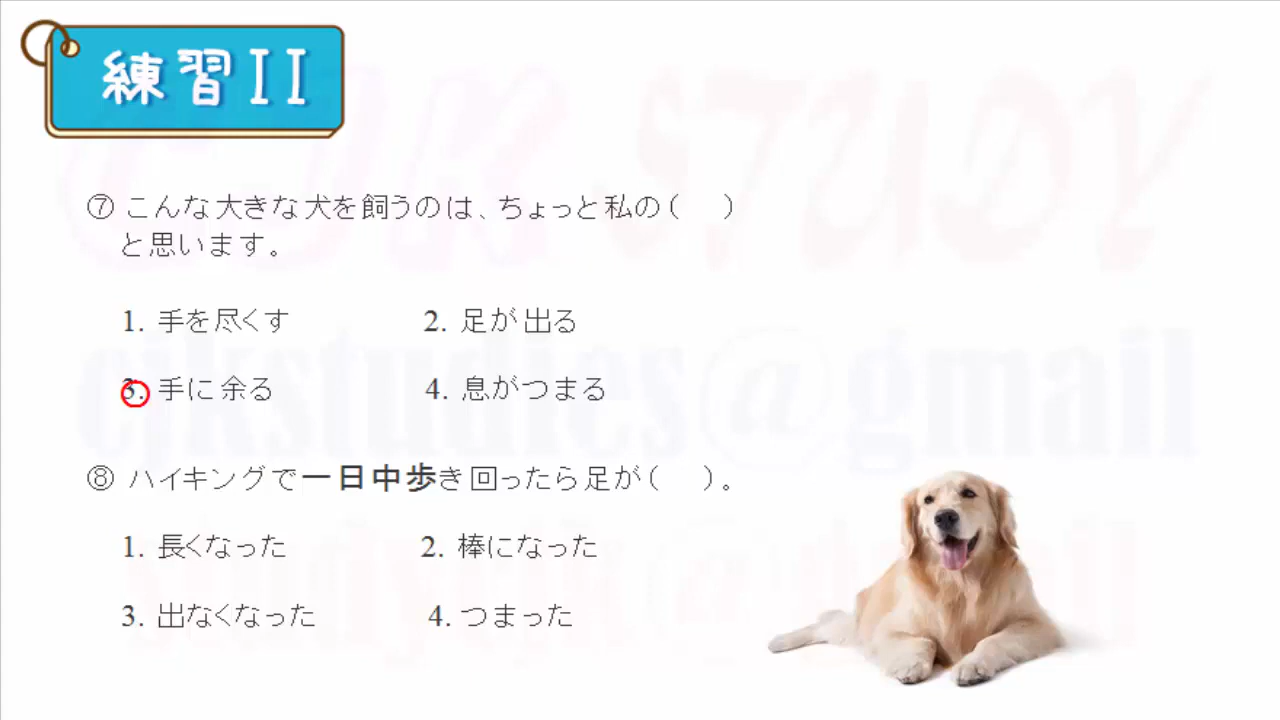 練習II
⑦ こんな大きな犬を飼うのは、ちょっと私の(　)
と思います。
1. 手を尽くす 2. 足が出る
3. 手に余る 4. 息がつまる
⑧ ハイキングで一日中歩き回ったら足が(　)。
1. 長くなった 2. 棒になった
3. 出なくなった 4. つまった
CJK STUDY
cjkstudies@gmail